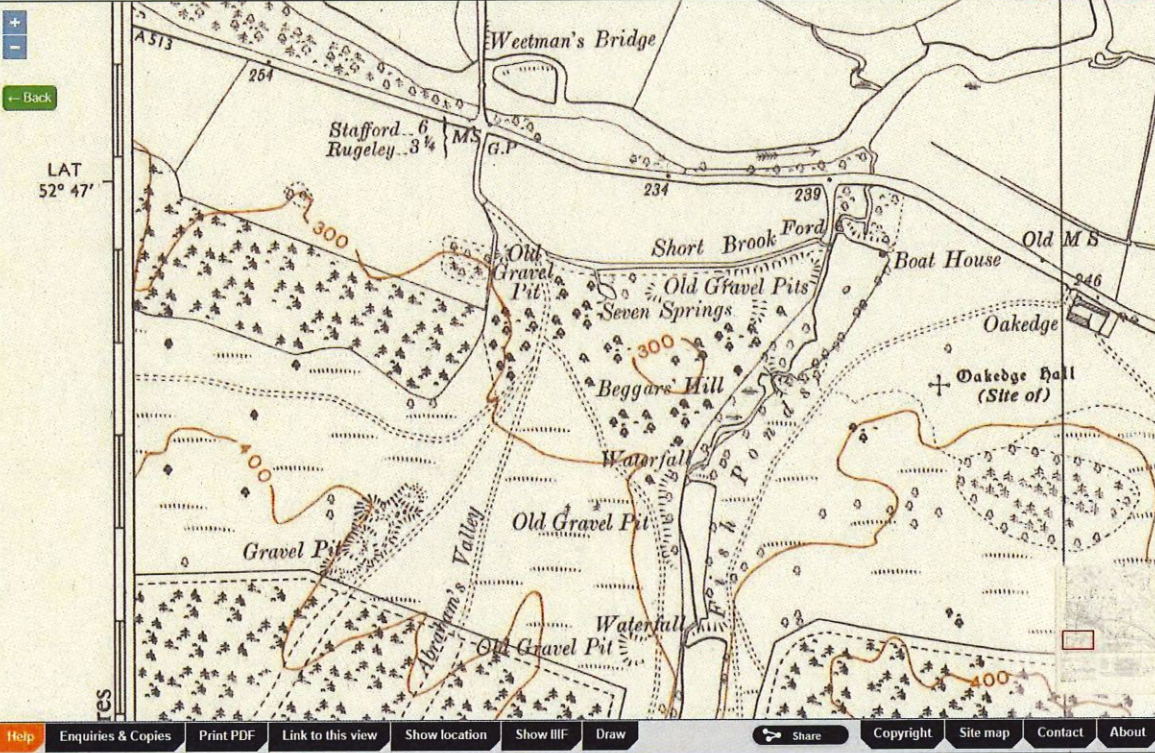 +
−
← Back
A 513
Weetman's Bridge
254
Stafford 6
Rugeley 3¼
M S
G.P
LAT
52° 47'
234
239
300
Old
Gravel
Pit
Short Brook
Ford
Old M S
Boat House
246
Old Gravel Pits
Seven Springs
Oakedge
300
Beggars' Hill
Oakedge Hall
(Site of)
400
Waterfall
Fish Ponds
Old Gravel Pit
Gravel Pit
Abraham's Valley
Waterfall
Old Gravel Pit
400
res
Help
Enquiries & Copies
Print PDF
Link to this view
Show location
Show IIIF
Draw
Share
Copyright
Site map
Contact
About